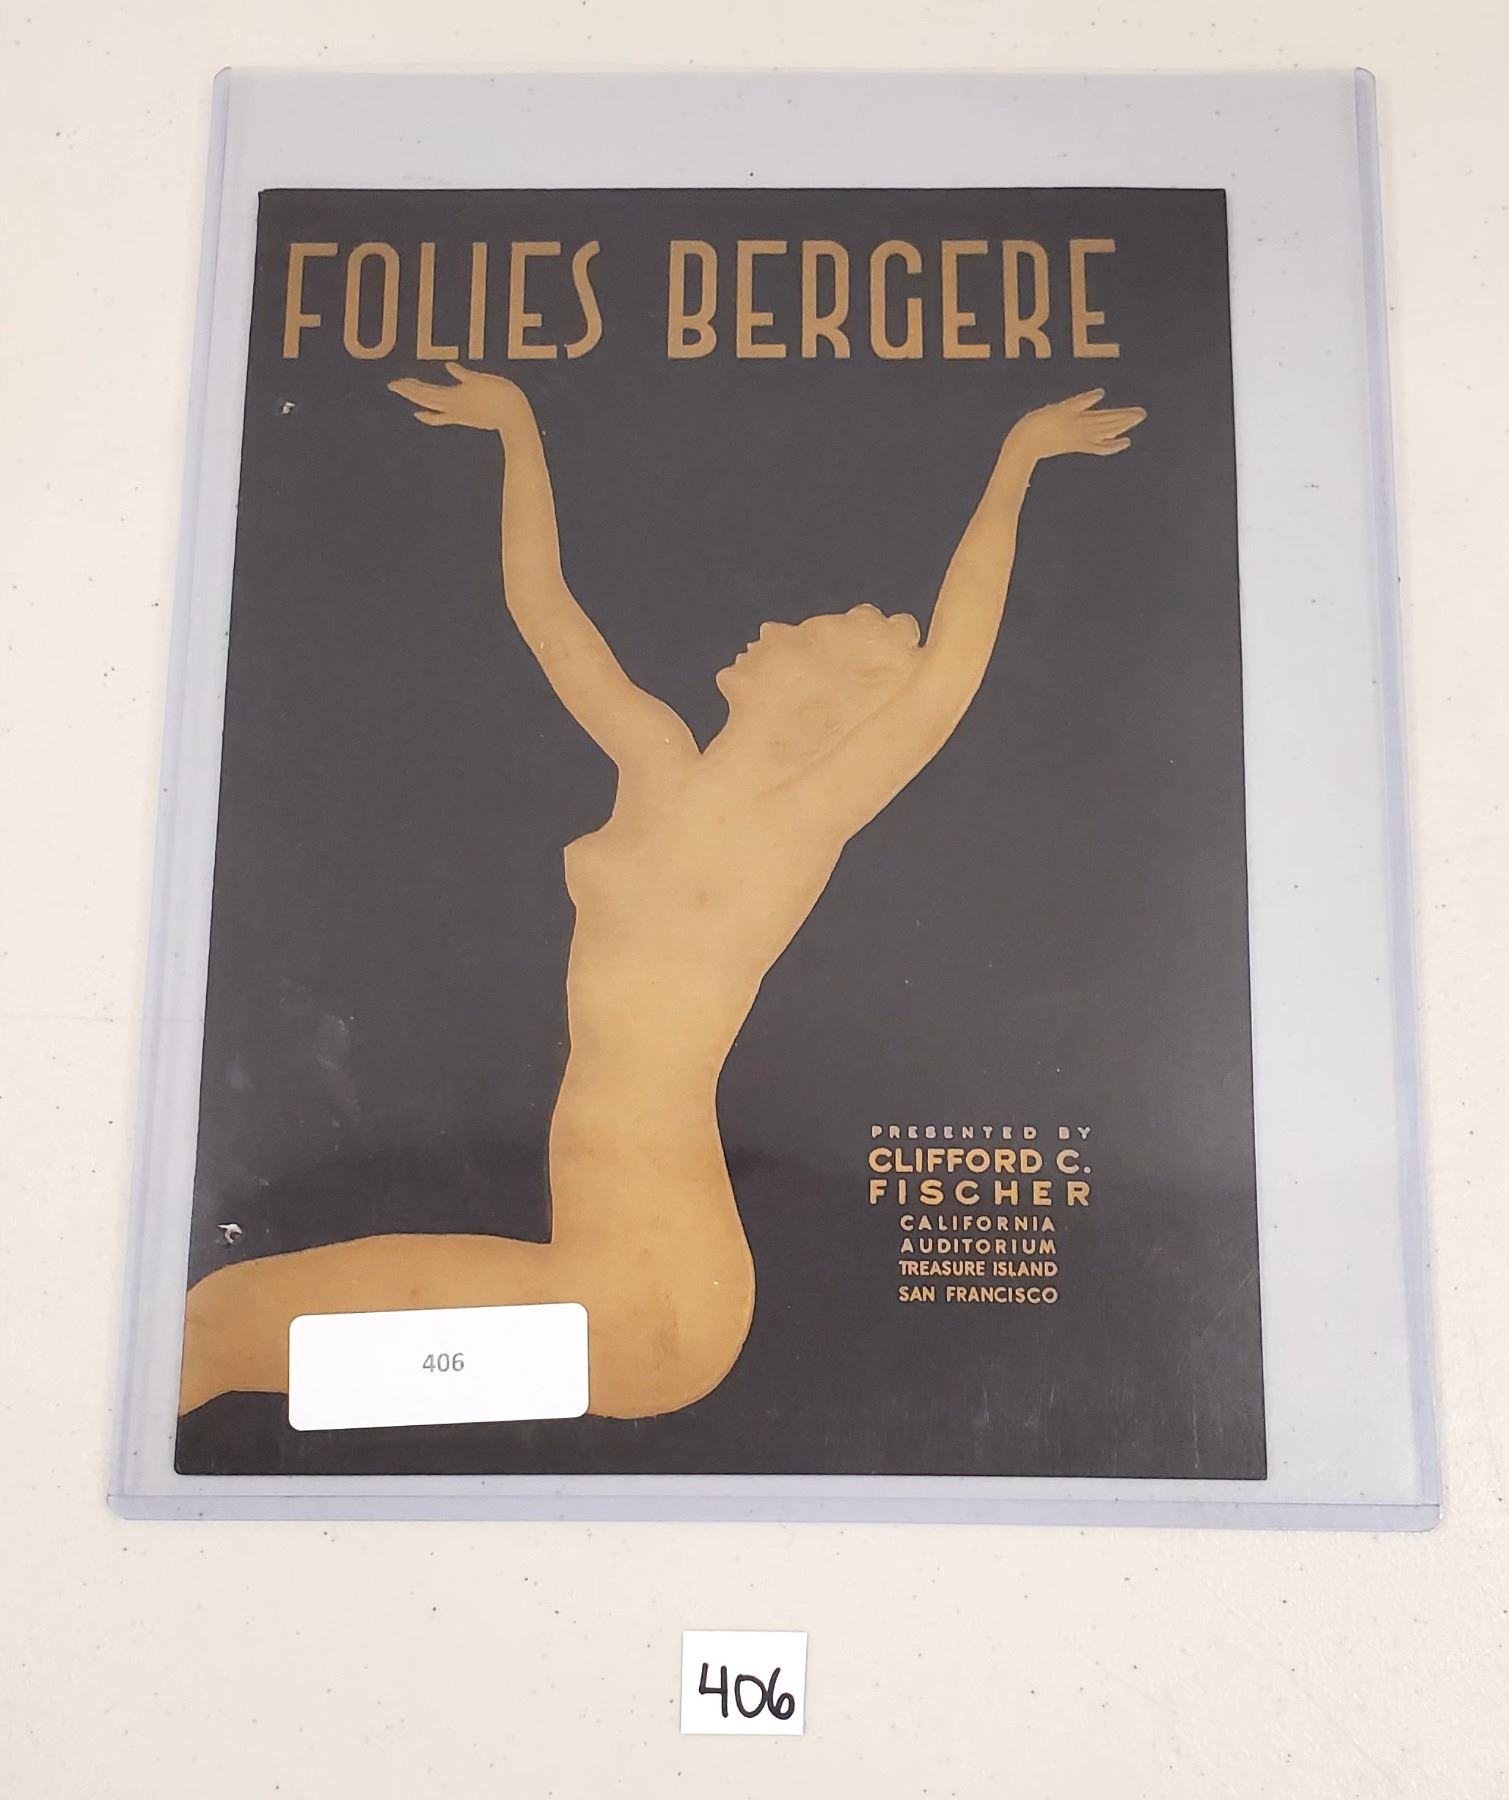 FOLIES BERGERE
PRESENTED BY
CLIFFORD C.
FISCHER
CALIFORNIA
AUDITORIUM
TREASURE ISLAND
SAN FRANCISCO
406
406